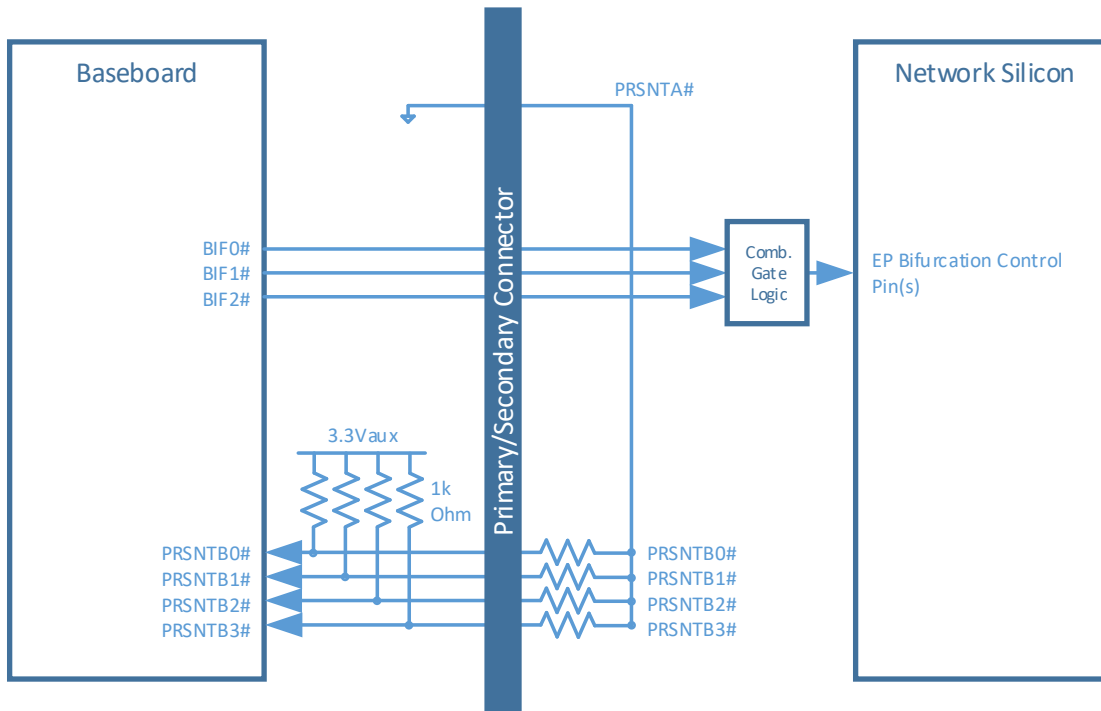 Baseboard
Network Silicon
PRSNTA#
Primary/Secondary Connector
BIF0#
BIF1#
BIF2#
Comb.
Gate
Logic
EP Bifurcation Control
Pin(s)
3.3Vaux
1k
Ohm
PRSNTB0#
PRSNTB1#
PRSNTB2#
PRSNTB3#
PRSNTB0#
PRSNTB1#
PRSNTB2#
PRSNTB3#